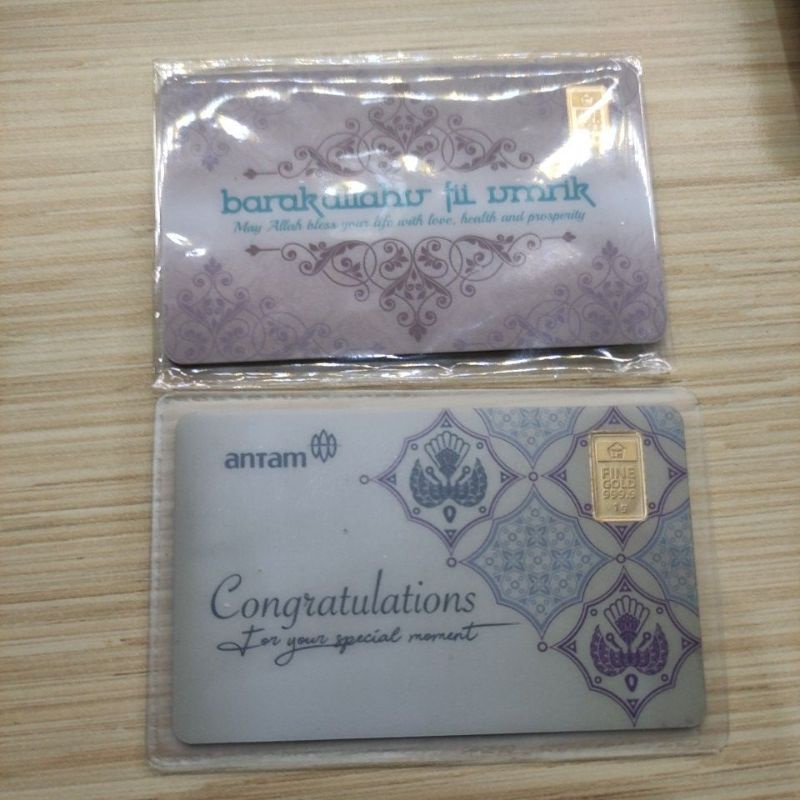 barakallahu fii umrik
May Allah bless your life with love, health and prosperity
antam
FINE
GOLD
999.9
1g
Congratulations
For your special moment